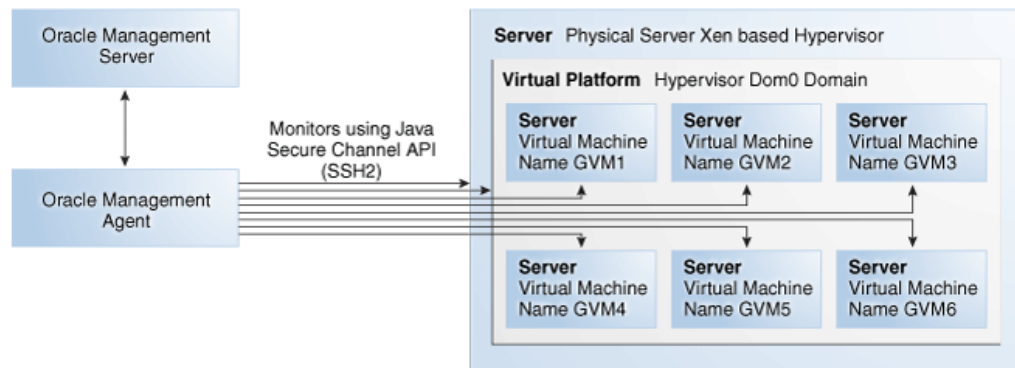 Oracle Management
Server
Oracle Management
Agent
Monitors using Java
Secure Channel API
(SSH2)
Server Physical Server Xen based Hypervisor
Virtual Platform Hypervisor Dom0 Domain
Server
Virtual Machine
Name GVM1
Server
Virtual Machine
Name GVM2
Server
Virtual Machine
Name GVM3
Server
Virtual Machine
Name GVM4
Server
Virtual Machine
Name GVM5
Server
Virtual Machine
Name GVM6